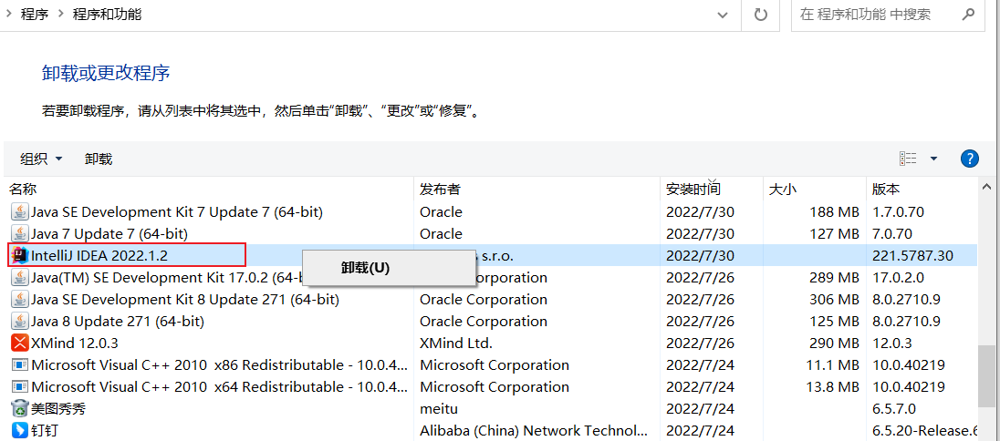 程序 程序和功能 在 程序和功能 中搜索
卸载或更改程序
若要卸载程序，请从列表中将其选中，然后单击“卸载”、“更改”或“修复”。
组织 卸载
名称 发布者 安装时间 大小 版本
Java SE Development Kit 7 Update 7 (64-bit) Oracle 2022/7/30 188 MB 1.7.0.70
Java 7 Update 7 (64-bit) Oracle 2022/7/30 127 MB 7.0.70
IntelliJ IDEA 2022.1.2 s.r.o. 2022/7/30 221.5787.30
卸载(U)
Java(TM) SE Development Kit 17.0.2 (64-b Oracle Corporation 2022/7/26 289 MB 17.0.2.0
Java SE Development Kit 8 Update 271 (64-bit) Oracle Corporation 2022/7/26 306 MB 8.0.2710.9
Java 8 Update 271 (64-bit) Oracle Corporation 2022/7/26 125 MB 8.0.2710.9
XMind 12.0.3 XMind Ltd. 2022/7/26 290 MB 12.0.3
Microsoft Visual C++ 2010 x86 Redistributable - 10.0.4... Microsoft Corporation 2022/7/24 11.1 MB 10.0.40219
Microsoft Visual C++ 2010 x64 Redistributable - 10.0.4... Microsoft Corporation 2022/7/24 13.8 MB 10.0.40219
美图秀秀 meitu 2022/7/24 6.5.7.0
钉钉 Alibaba (China) Network Technol... 2022/7/24 6.5.20-Release.6